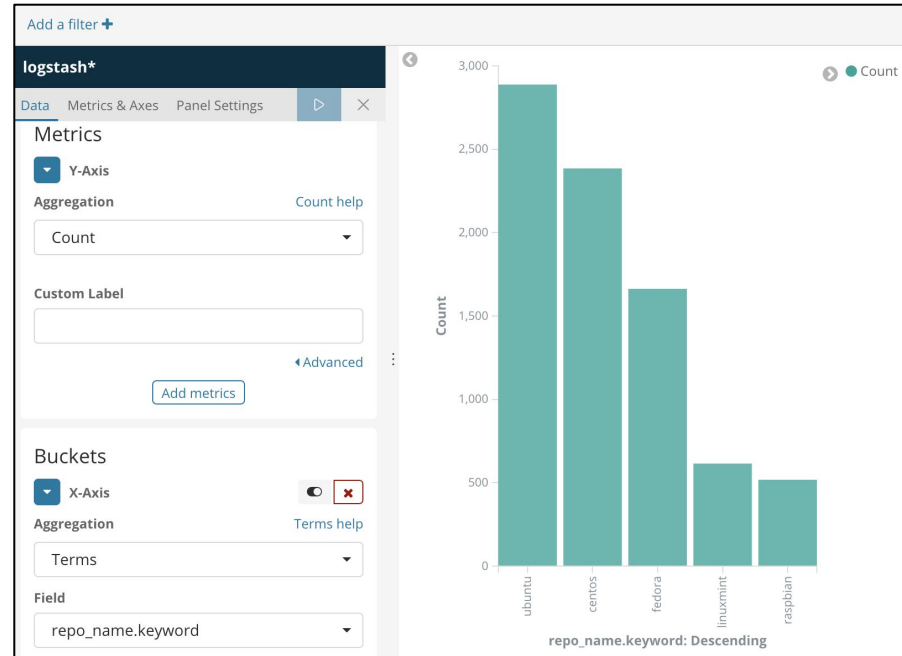 Add a filter +
logstash*
Data Metrics & Axes Panel Settings
Metrics
Y-Axis
Aggregation Count help
Count
Custom Label
Advanced
Add metrics
Buckets
X-Axis
Aggregation Terms help
Terms
Field
repo_name.keyword
3,000
2,500
2,000
1,500
1,000
500
0
Count
ubuntu
centos
fedora
linuxmint
raspbian
repo_name.keyword: Descending
Count